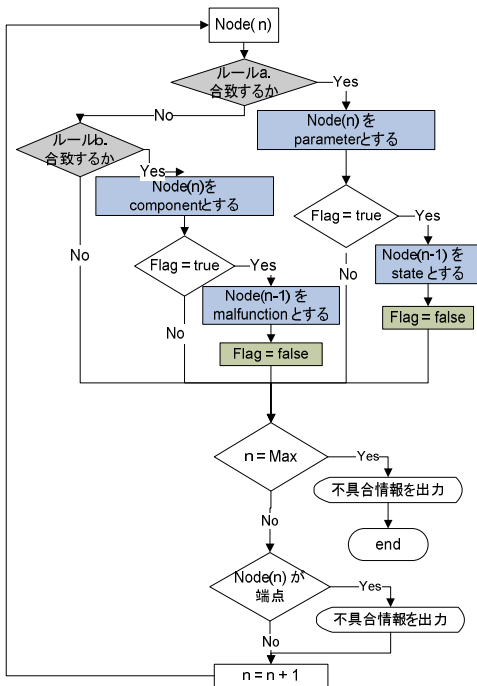 Node( n)
ルールa.
合致するか
Yes
No
Node(n) を
parameterとする
ルールb.
合致するか
Yes
Node(n)を
componentとする
Flag = true
Yes
No
Node(n-1) を
state とする
No
Flag = true
Yes
No
Node(n-1) を
malfunction とする
Flag = false
Flag = false
n = Max
Yes
不具合情報を出力
No
end
Node(n) が
端点
Yes
不具合情報を出力
No
n = n + 1